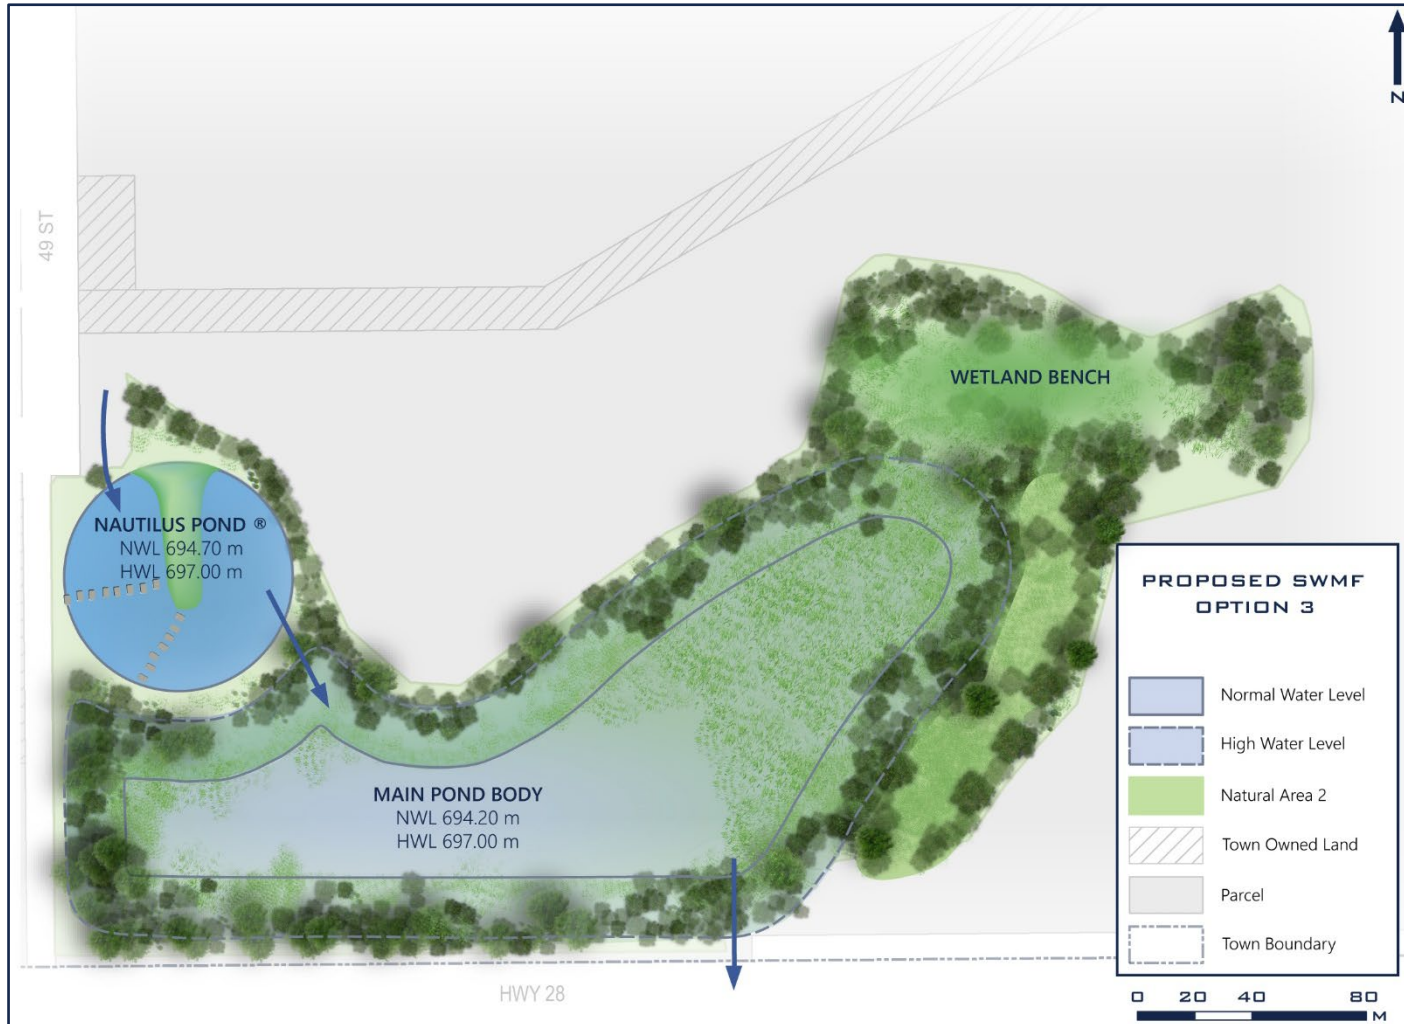 N
49 ST
WETLAND BENCH
NAUTILUS POND ®
NWL 694.70 m
HWL 697.00 m
MAIN POND BODY
NWL 694.20 m
HWL 697.00 m
HWY 28
PROPOSED SWMF
OPTION 3
Normal Water Level
High Water Level
Natural Area 2
Town Owned Land
Parcel
Town Boundary
0 20 40 80
M